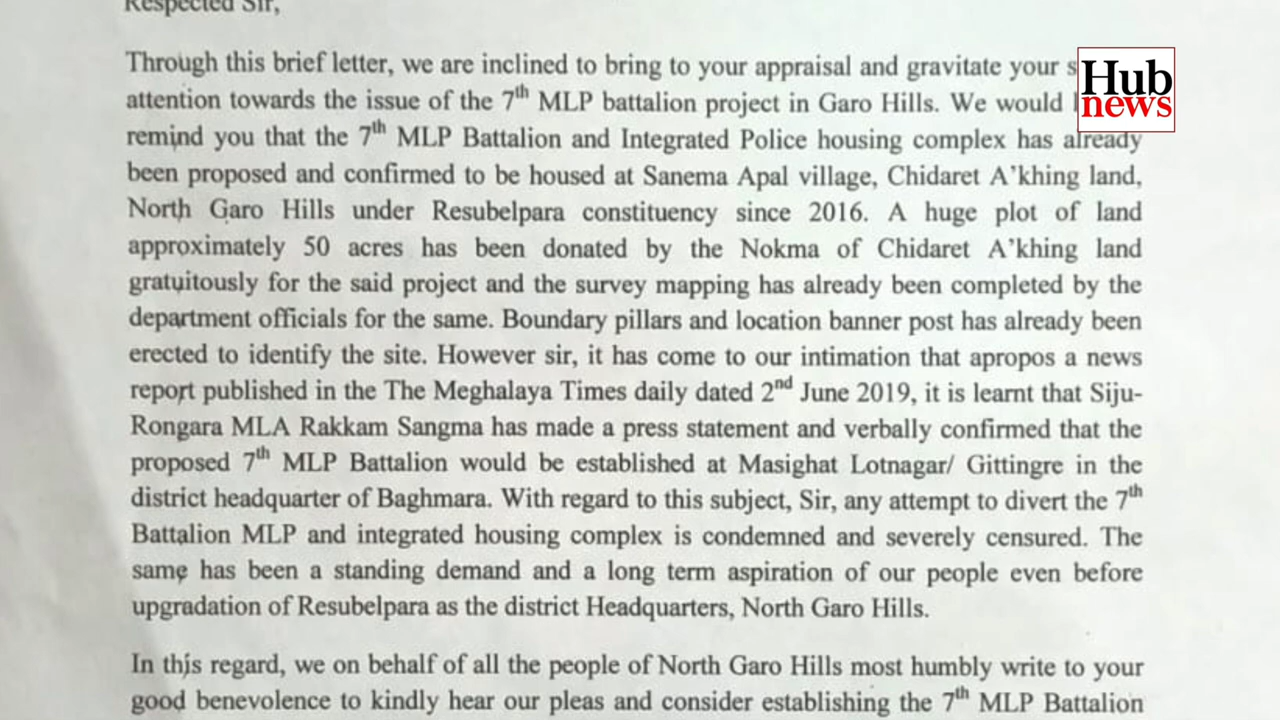 Respected Sir,
Through this brief letter, we are inclined to bring to your appraisal and gravitate your
attention towards the issue of the 7th MLP battalion project in Garo Hills. We would
remind you that the 7th MLP Battalion and Integrated Police housing complex has already
been proposed and confirmed to be housed at Sanema Apal village, Chidaret A'khing land,
North Garo Hills under Resubelpara constituency since 2016. A huge plot of land
approximately 50 acres has been donated by the Nokma of Chidaret A'khing land
gratuitously for the said project and the survey mapping has already been completed by the
department officials for the same. Boundary pillars and location banner post has already been
erected to identify the site. However sir, it has come to our intimation that apropos a news
report published in the The Meghalaya Times daily dated 2nd June 2019, it is learnt that Siju-
Rongara MLA Rakkam Sangma has made a press statement and verbally confirmed that the
proposed 7th MLP Battalion would be established at Masighat Lotnagar/ Gittingre in the
district headquarter of Baghmara. With regard to this subject, Sir, any attempt to divert the 7th
Battalion MLP and integrated housing complex is condemned and severely censured. The
same has been a standing demand and a long term aspiration of our people even before
upgradation of Resubelpara as the district Headquarters, North Garo Hills.
In this regard, we on behalf of all the people of North Garo Hills most humbly write to your
good benevolence to kindly hear our pleas and consider establishing the 7th MLP Battalion
Hub
news